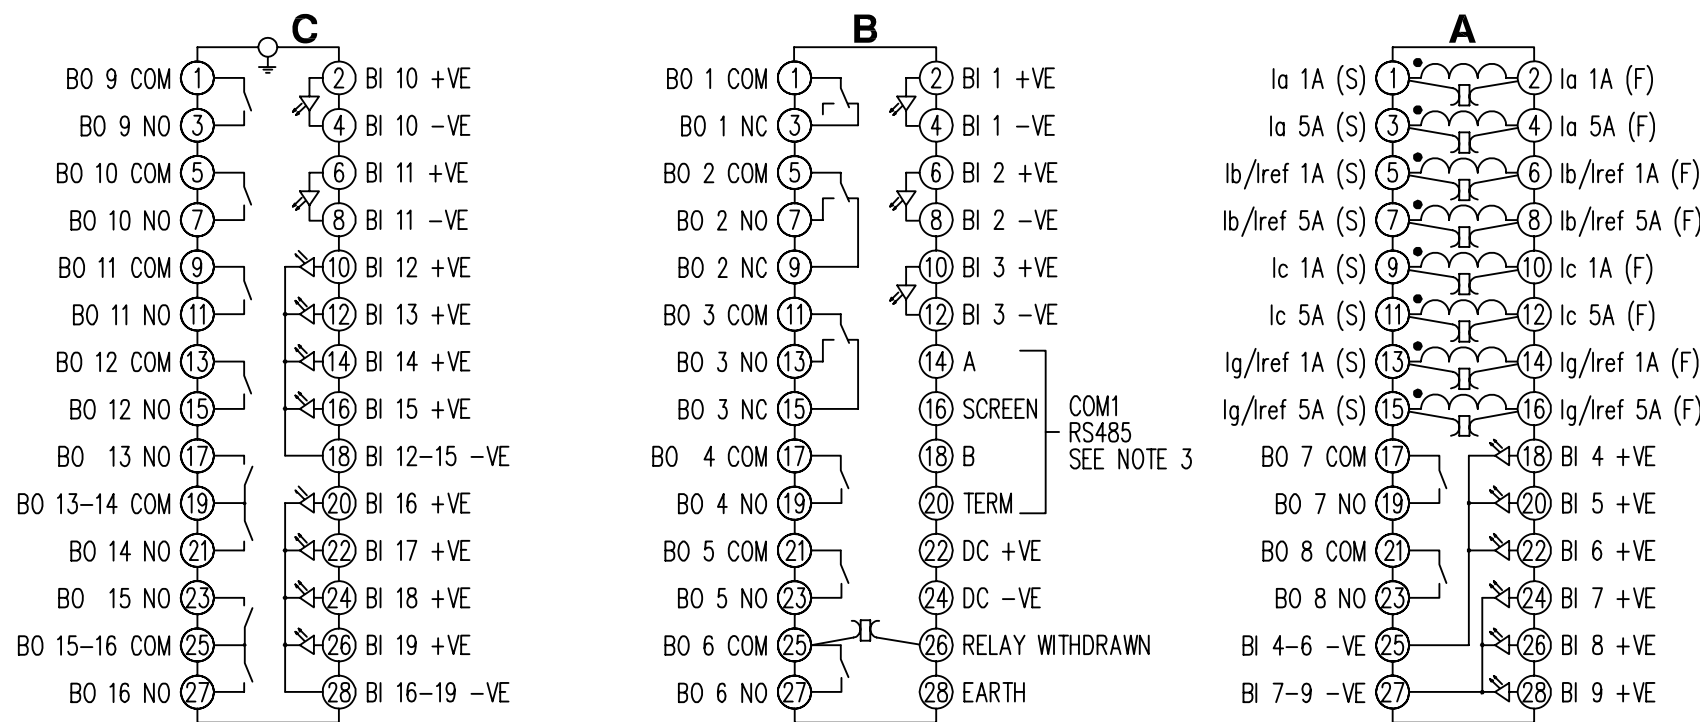 C
BO 9 COM 1 2 BI 10 +VE
BO 9 NO 3 4 BI 10 -VE
BO 10 COM 5 6 BI 11 +VE
BO 10 NO 7 8 BI 11 -VE
BO 11 COM 9 10 BI 12 +VE
BO 11 NO 11 12 BI 13 +VE
BO 12 COM 13 14 BI 14 +VE
BO 12 NO 15 16 BI 15 +VE
BO 13 NO 17 18 BI 12-15 -VE
BO 13-14 COM 19 20 BI 16 +VE
BO 14 NO 21 22 BI 17 +VE
BO 15 NO 23 24 BI 18 +VE
BO 15-16 COM 25 26 BI 19 +VE
BO 16 NO 27 28 BI 16-19 -VE
B
BO 1 COM 1 2 BI 1 +VE
BO 1 NC 3 4 BI 1 -VE
BO 2 COM 5 6 BI 2 +VE
BO 2 NO 7 8 BI 2 -VE
BO 2 NC 9 10 BI 3 +VE
BO 3 COM 11 12 BI 3 -VE
BO 3 NO 13 14 A
BO 3 NC 15 16 SCREEN
BO 4 COM 17 18 B
BO 4 NO 19 20 TERM
COM1
RS485
SEE NOTE 3
BO 5 COM 21 22 DC +VE
BO 5 NO 23 24 DC -VE
BO 6 COM 25 26 RELAY WITHDRAWN
BO 6 NO 27 28 EARTH
A
Ia 1A (S) 1 2 Ia 1A (F)
Ia 5A (S) 3 4 Ia 5A (F)
Ib/Iref 1A (S) 5 6 Ib/Iref 1A (F)
Ib/Iref 5A (S) 7 8 Ib/Iref 5A (F)
Ic 1A (S) 9 10 Ic 1A (F)
Ic 5A (S) 11 12 Ic 5A (F)
Ig/Iref 1A (S) 13 14 Ig/Iref 1A (F)
Ig/Iref 5A (S) 15 16 Ig/Iref 5A (F)
BO 7 COM 17 18 BI 4 +VE
BO 7 NO 19 20 BI 5 +VE
BO 8 COM 21 22 BI 6 +VE
BO 8 NO 23 24 BI 7 +VE
BI 4-6 -VE 25 26 BI 8 +VE
BI 7-9 -VE 27 28 BI 9 +VE